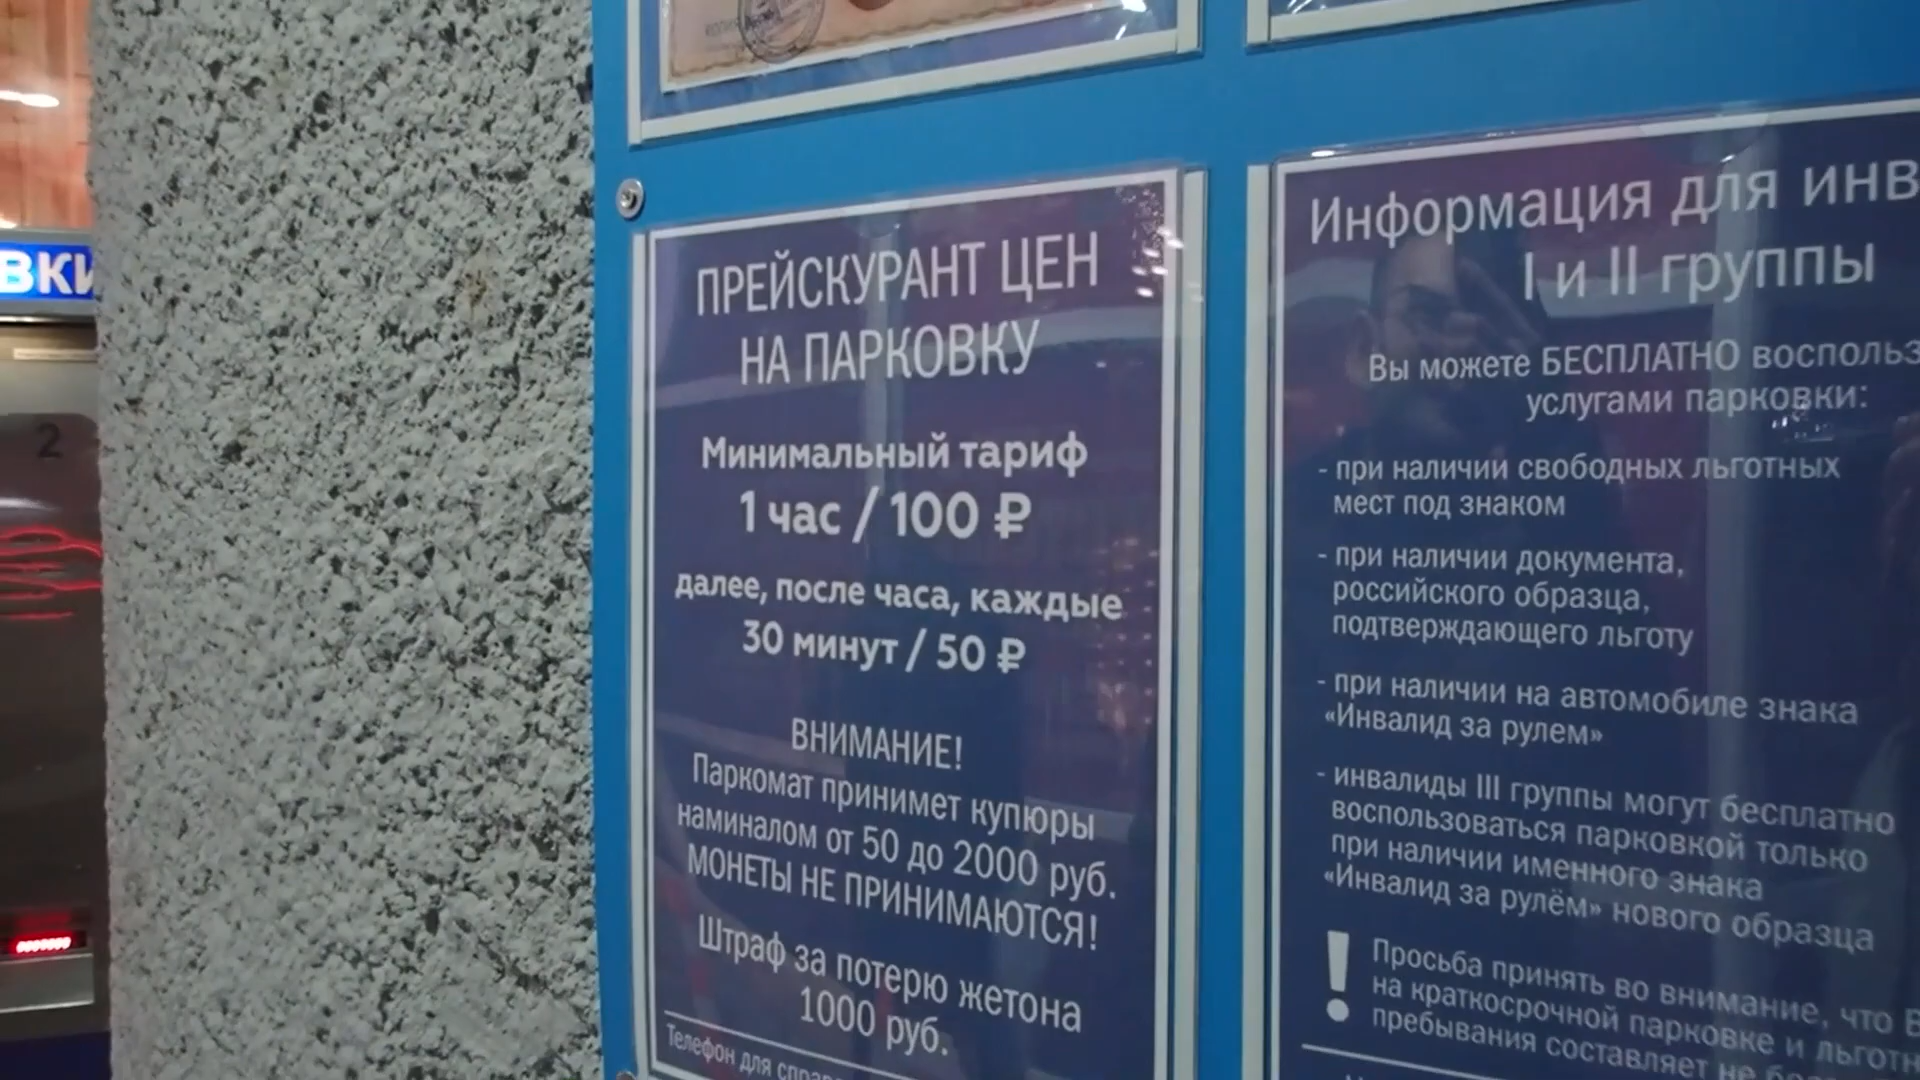 ВКИ
2
ПРЕЙСКУРАНТ ЦЕН
НА ПАРКОВКУ
Минимальный тариф
1 час / 100 ₽
далее, после часа, каждые
30 минут / 50 ₽
ВНИМАНИЕ!
Паркомат принимет купюры
наминалом от 50 до 2000 руб.
МОНЕТЫ НЕ ПРИНИМАЮТСЯ!
Штраф за потерю жетона
1000 руб.
Телефон для
Информация для инв
I и II группы
Вы можете БЕСПЛАТНО воспольз
услугами парковки:
- при наличии свободных льготных
мест под знаком
- при наличии документа,
российского образца,
подтверждающего льготу
- при наличии на автомобиле знака
«Инвалид за рулем»
- инвалиды III группы могут бесплатно
воспользоваться парковкой только
при наличии именного знака
«Инвалид за рулём» нового образца
! Просьба принять во внимание, что В
на краткосрочной парковке и льготн
пребывания составляет не